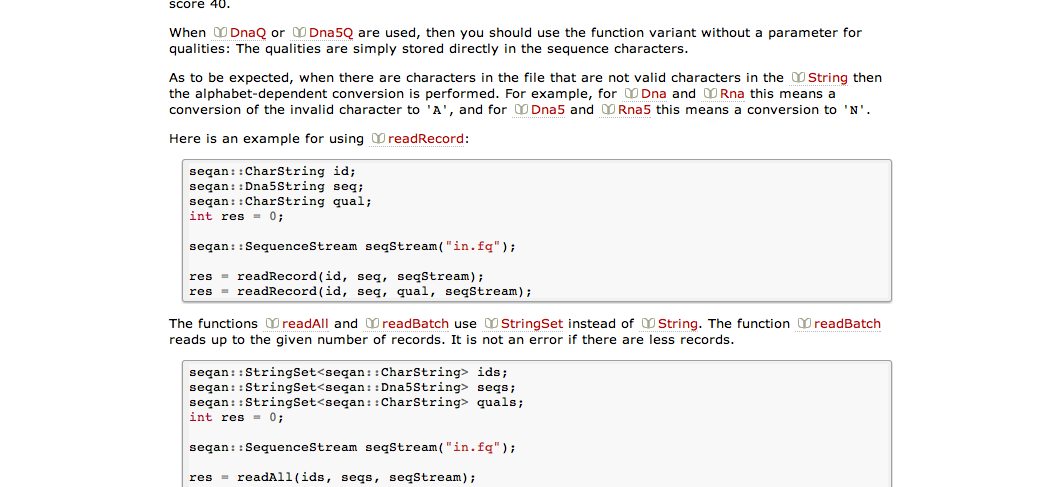 score 40.
When DnaQ or Dna5Q are used, then you should use the function variant without a parameter for
qualities: The qualities are simply stored directly in the sequence characters.
As to be expected, when there are characters in the file that are not valid characters in the String then
the alphabet-dependent conversion is performed. For example, for Dna and Rna this means a
conversion of the invalid character to 'A', and for Dna5 and Rna5 this means a conversion to 'N'.
Here is an example for using readRecord:
seqan::CharString id;
seqan::Dna5String seq;
seqan::CharString qual;
int res = 0;
seqan::SequenceStream seqStream("in.fq");
res = readRecord(id, seq, seqStream);
res = readRecord(id, seq, qual, seqStream);
The functions readAll and readBatch use StringSet instead of String. The function readBatch
reads up to the given number of records. It is not an error if there are less records.
seqan::StringSet<seqan::CharString> ids;
seqan::StringSet<seqan::Dna5String> seqs;
seqan::StringSet<seqan::CharString> quals;
int res = 0;
seqan::SequenceStream seqStream("in.fq");
res = readAll(ids, seqs, seqStream);